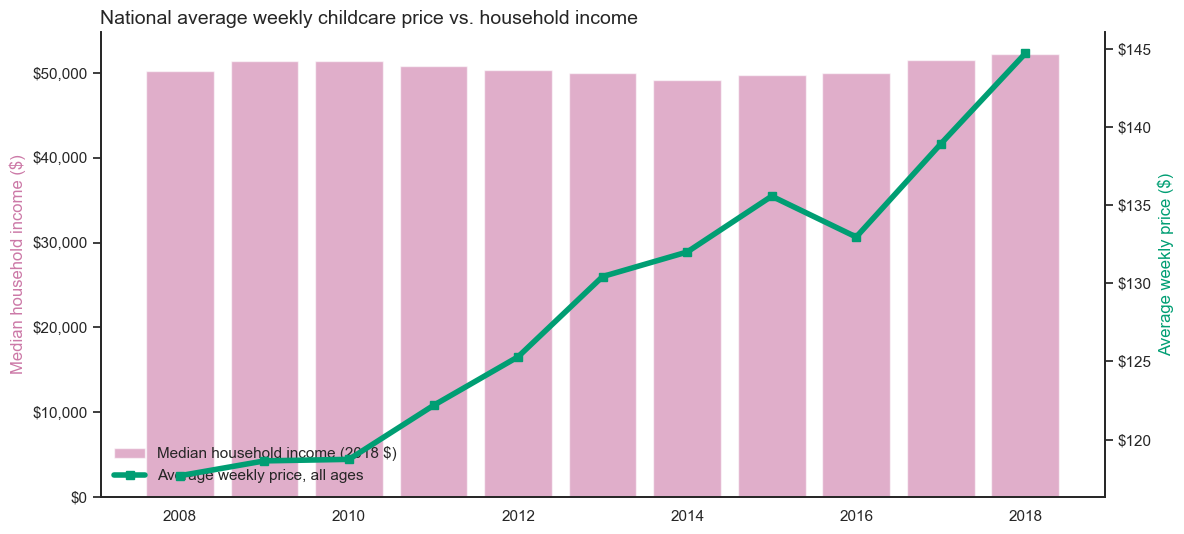 National average weekly childcare price vs. household income
Median household income ($)
$50,000
$40,000
$30,000
$20,000
$10,000
$0
$145
$140
$135
$130
$125
$120
Average weekly price ($)
Median household income (2018 $)
Average weekly price, all ages
2008 2010 2012 2014 2016 2018